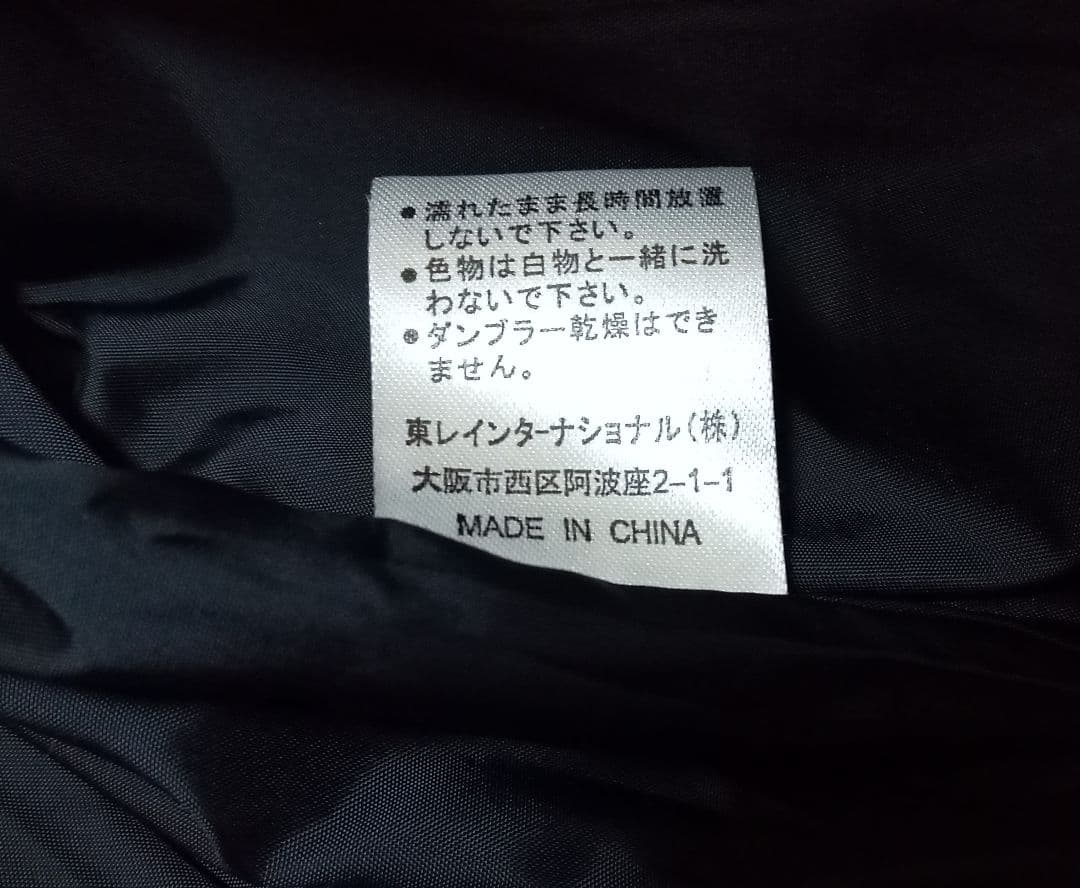 ●濡れたまま長時間放置
しないで下さい。
●色物は白物と一緒に洗
わないで下さい。
●ダンブラー乾燥はでき
ません。
東レインターナショナル(株)
大阪市西区阿波座2-1-1
MADE IN CHINA